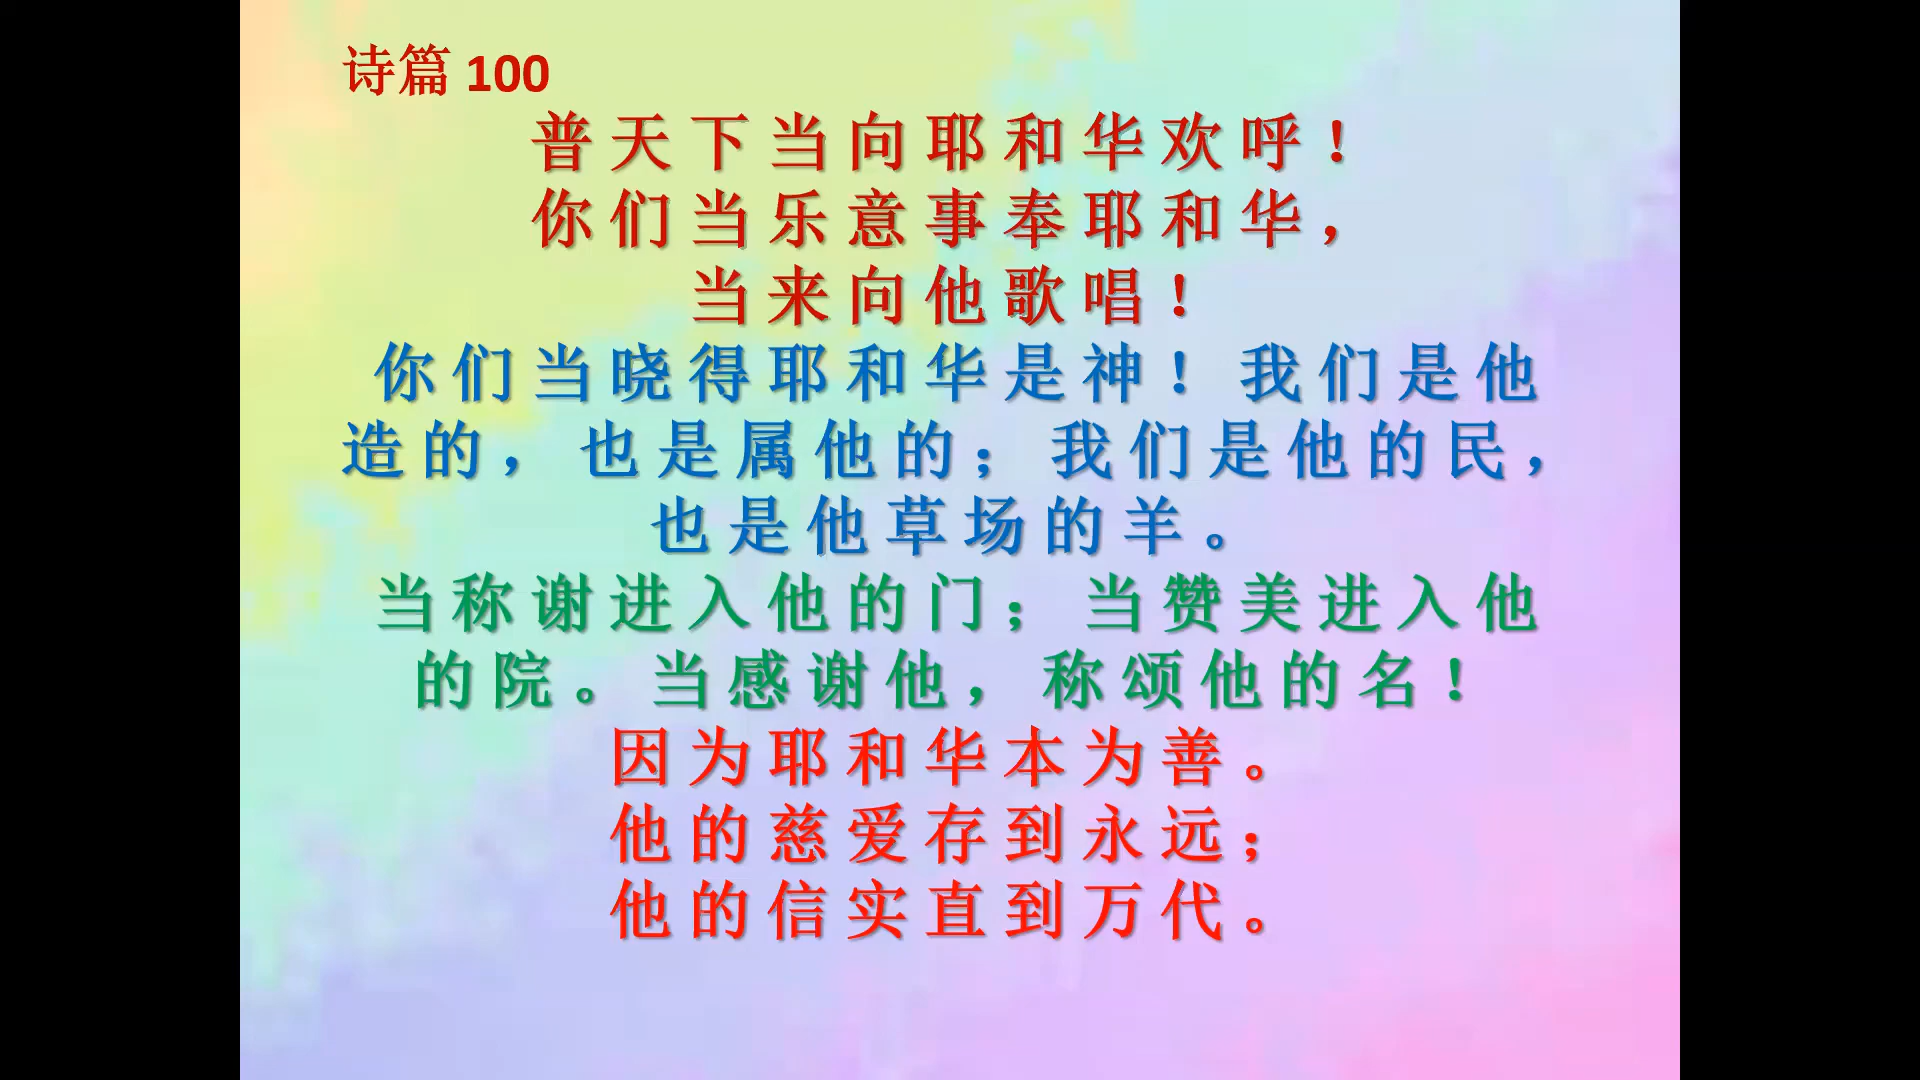 诗篇 100
普天下当向耶和华欢呼！
你们当乐意事奉耶和华，
当来向他歌唱！
你们当晓得耶和华是神！我们是他
造的，也是属他的；我们是他的民，
也是他草场的羊。
当称谢进入他的门；当赞美进入他
的院。当感谢他，称颂他的名！
因为耶和华本为善。
他的慈爱存到永远；
他的信实直到万代。